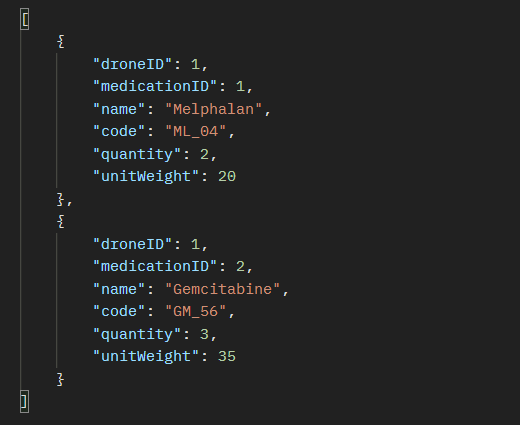 [
    {
        "droneID": 1,
        "medicationID": 1,
        "name": "Melphalan",
        "code": "ML_04",
        "quantity": 2,
        "unitWeight": 20
    },
    {
        "droneID": 1,
        "medicationID": 2,
        "name": "Gemcitabine",
        "code": "GM_56",
        "quantity": 3,
        "unitWeight": 35
    }
]